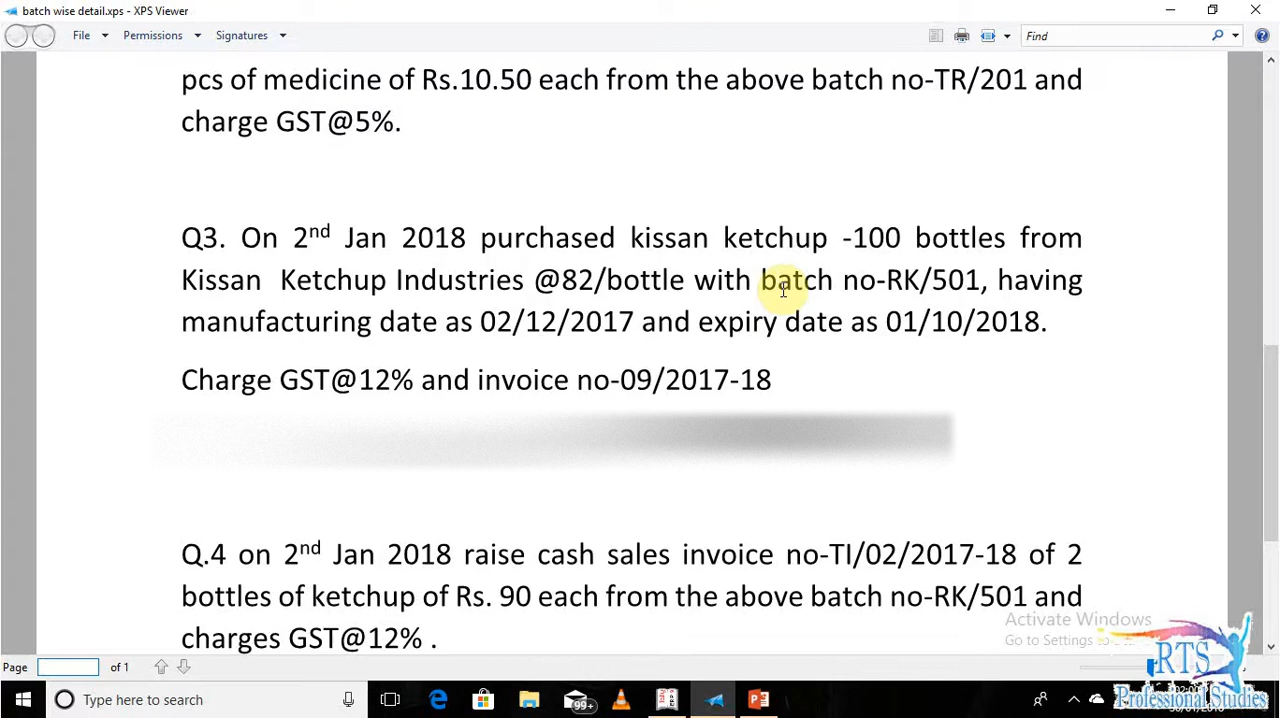 batch wise detail.xps - XPS Viewer
File Permissions Signatures Find
pcs of medicine of Rs.10.50 each from the above batch no-TR/201 and
charge GST@5%.
Q3. On 2nd Jan 2018 purchased kissan ketchup -100 bottles from
Kissan Ketchup Industries @82/bottle with batch no-RK/501, having
manufacturing date as 02/12/2017 and expiry date as 01/10/2018.
Charge GST@12% and invoice no-09/2017-18
Q.4 on 2nd Jan 2018 raise cash sales invoice no-TI/02/2017-18 of 2
bottles of ketchup of Rs. 90 each from the above batch no-RK/501 and
charges GST@12% .
Activate Windows
Go to Settings to
Page of 1
RTS
Professional Studies
Type here to search
99+